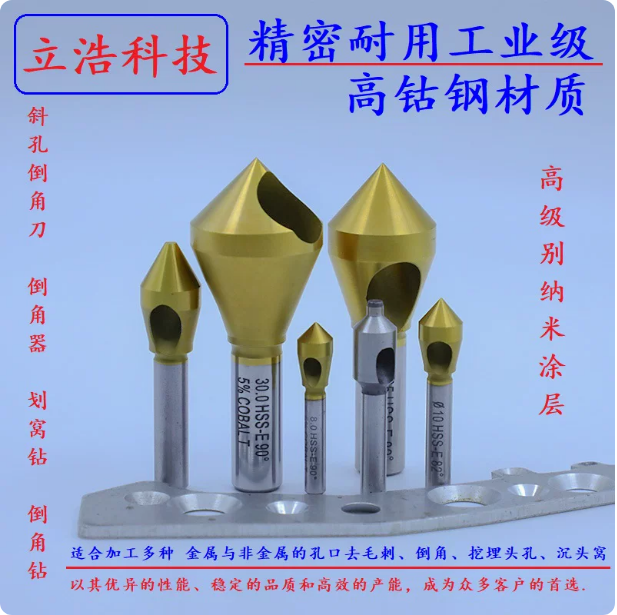 立浩科技
精密耐用工业级
高钴钢材质
斜孔倒角刀
倒角器
划窝钻
倒角钻
高级别纳米涂层
30.0 HSS-E 90°
5% COBALT
8.0 HSS-E 90°
Ø10 HSS-E 82°
适合加工多种 金属与非金属的孔口去毛刺、倒角、挖埋头孔、沉头窝
以其优异的性能、稳定的品质和高效的产能，成为众多客户的首选.